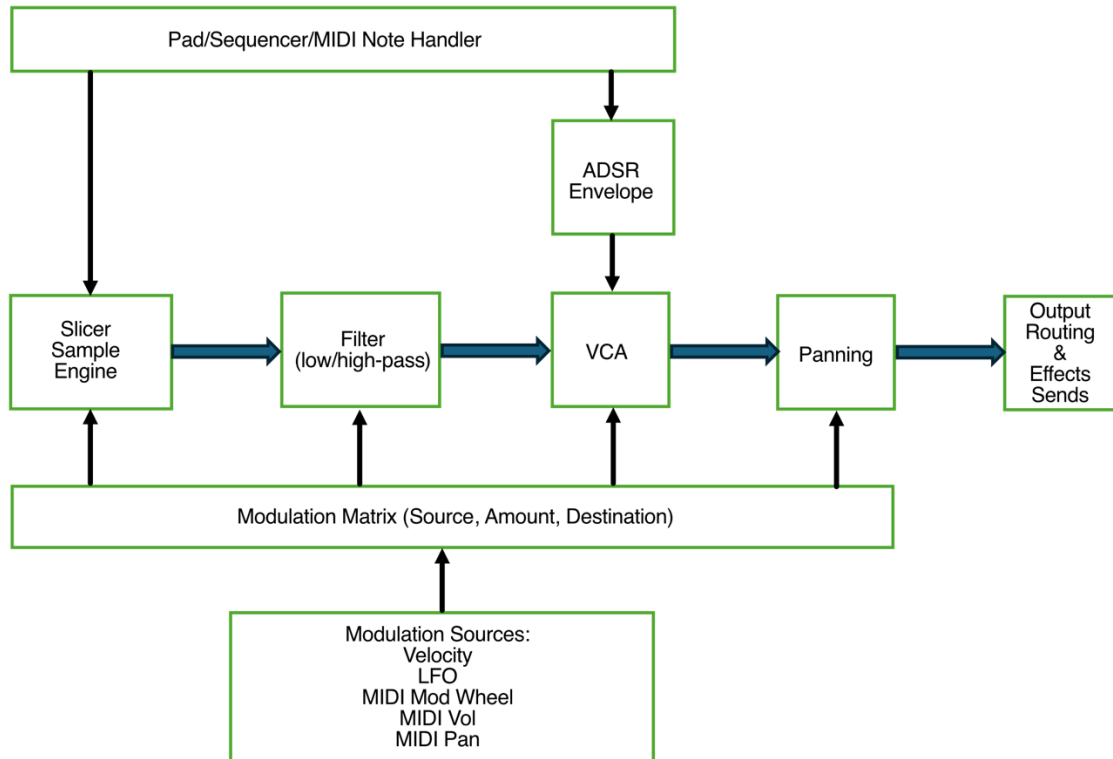 Pad/Sequencer/MIDI Note Handler
ADSR
Envelope
Slicer
Sample
Engine
Filter
(low/high-pass)
VCA
Panning
Output
Routing
&
Effects
Sends
Modulation Matrix (Source, Amount, Destination)
Modulation Sources:
Velocity
LFO
MIDI Mod Wheel
MIDI Vol
MIDI Pan